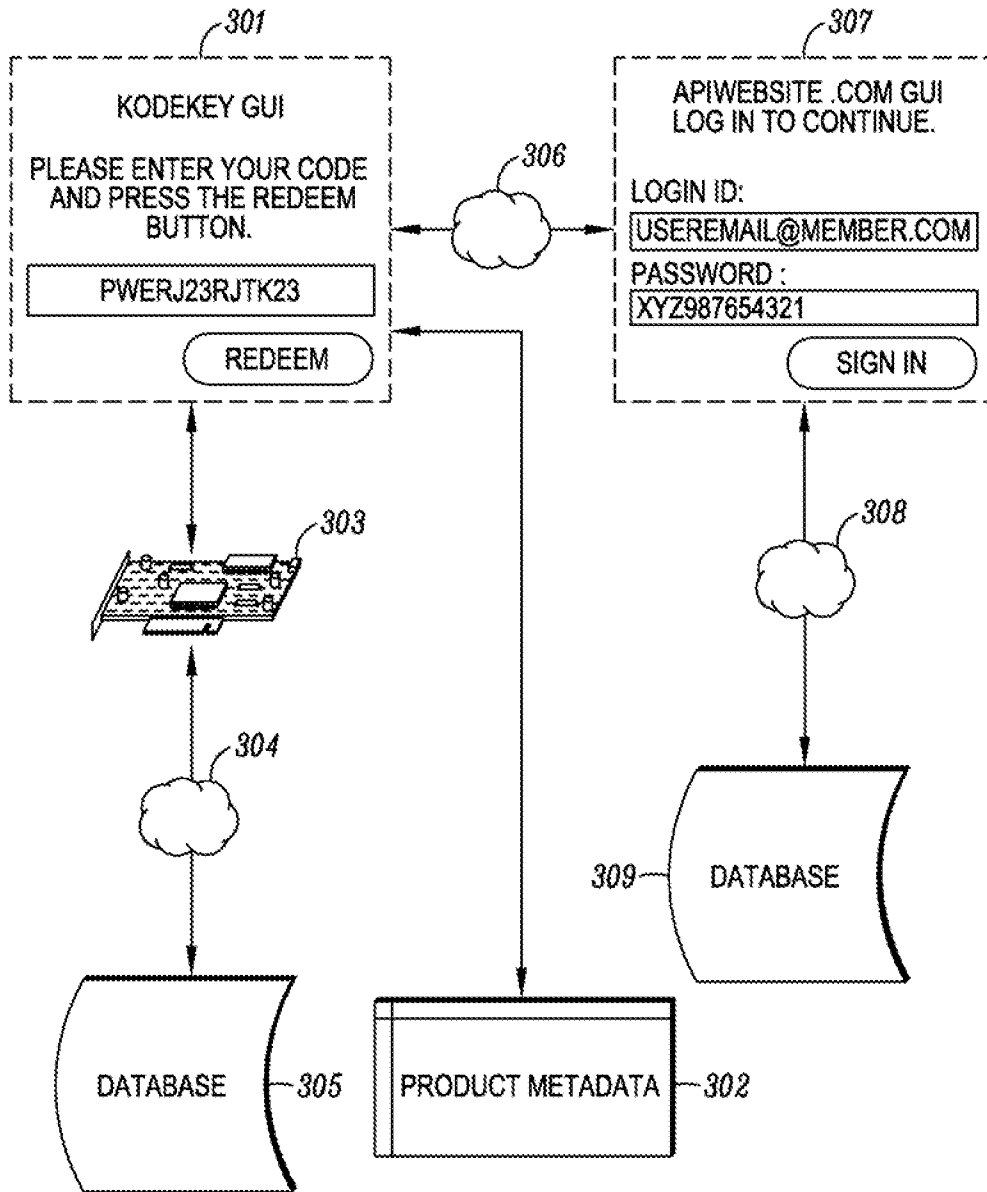 301
307
KODEKEY GUI
PLEASE ENTER YOUR CODE
AND PRESS THE REDEEM
BUTTON.
PWERJ23RJTK23
REDEEM
306
APIWEBSITE .COM GUI
LOG IN TO CONTINUE.
LOGIN ID:
USEREMAIL@MEMBER.COM
PASSWORD :
XYZ987654321
SIGN IN
303
308
304
309
DATABASE
DATABASE
305
PRODUCT METADATA
302